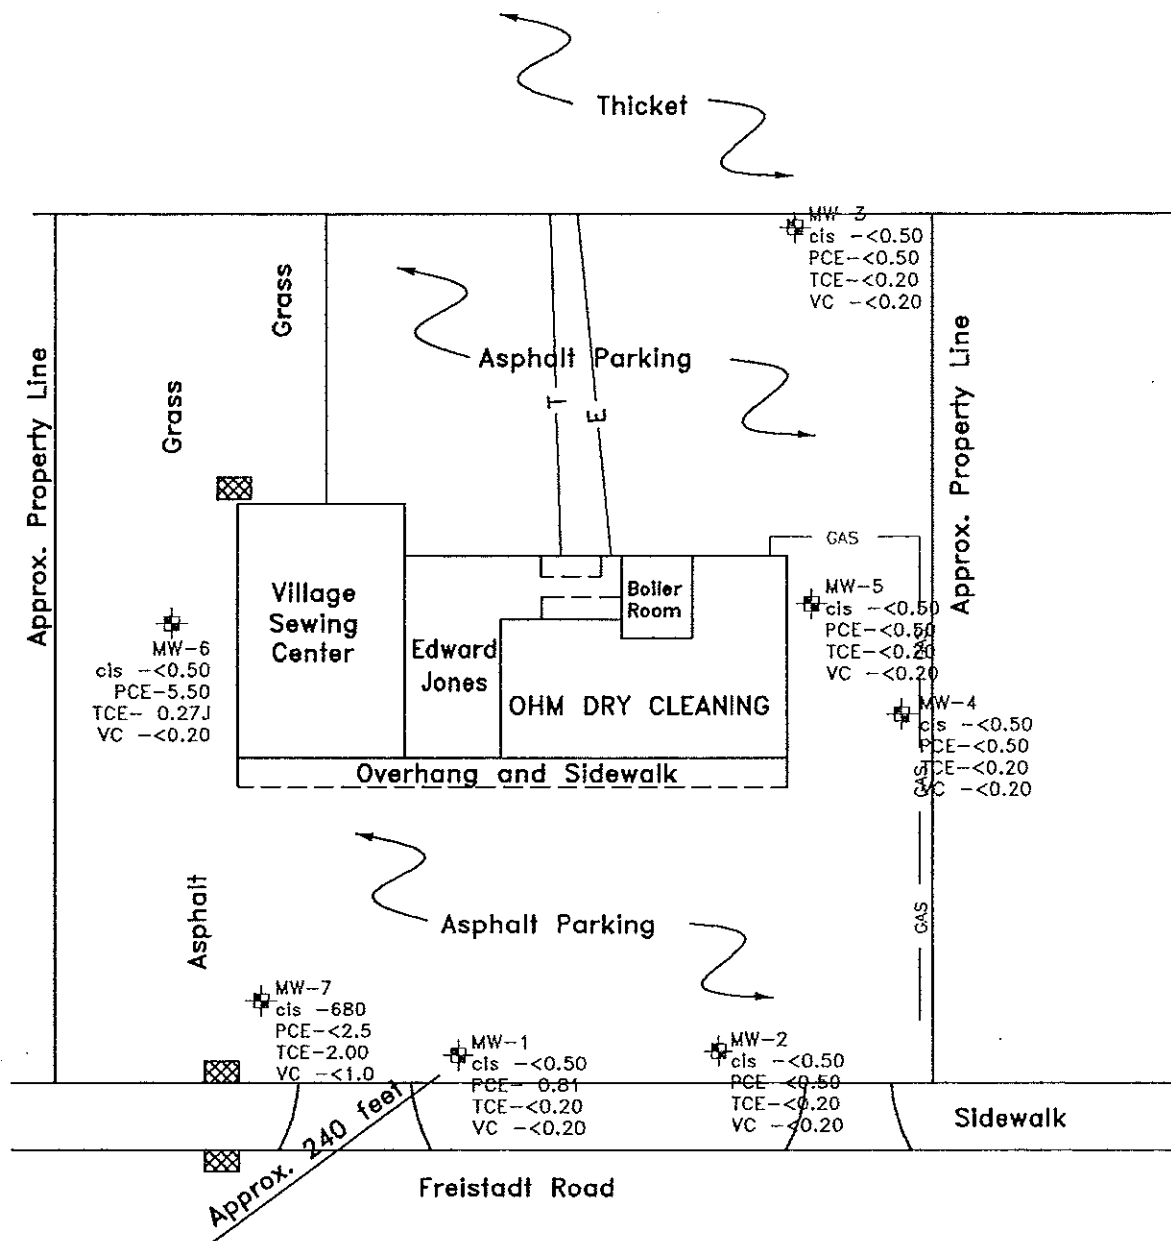 Thicket
MW-3
cis -<0.50
PCE-<0.50
TCE-<0.20
VC -<0.20
Grass
Asphalt Parking
Approx. Property Line
Approx. Property Line
Grass
T
E
GAS
MW-5
cis -<0.50
PCE-<0.50
TCE-<0.20
VC -<0.20
GAS
Village
Sewing
Center
Boiler
Room
Edward
Jones
OHM DRY CLEANING
MW-6
cis -<0.50
PCE-5.50
TCE- 0.27J
VC -<0.20
MW-4
cis -<0.50
PCE-<0.50
TCE-<0.20
VC -<0.20
GAS
Overhang and Sidewalk
Asphalt
Asphalt Parking
GAS
MW-7
cis -680
PCE-<2.5
TCE-2.00
VC -<1.0
MW-1
cis -<0.50
PCE- 0.81
TCE-<0.20
VC -<0.20
MW-2
cis -<0.50
PCE-<0.50
TCE-<0.20
VC -<0.20
Sidewalk
Approx. 240 feet
Freistadt Road